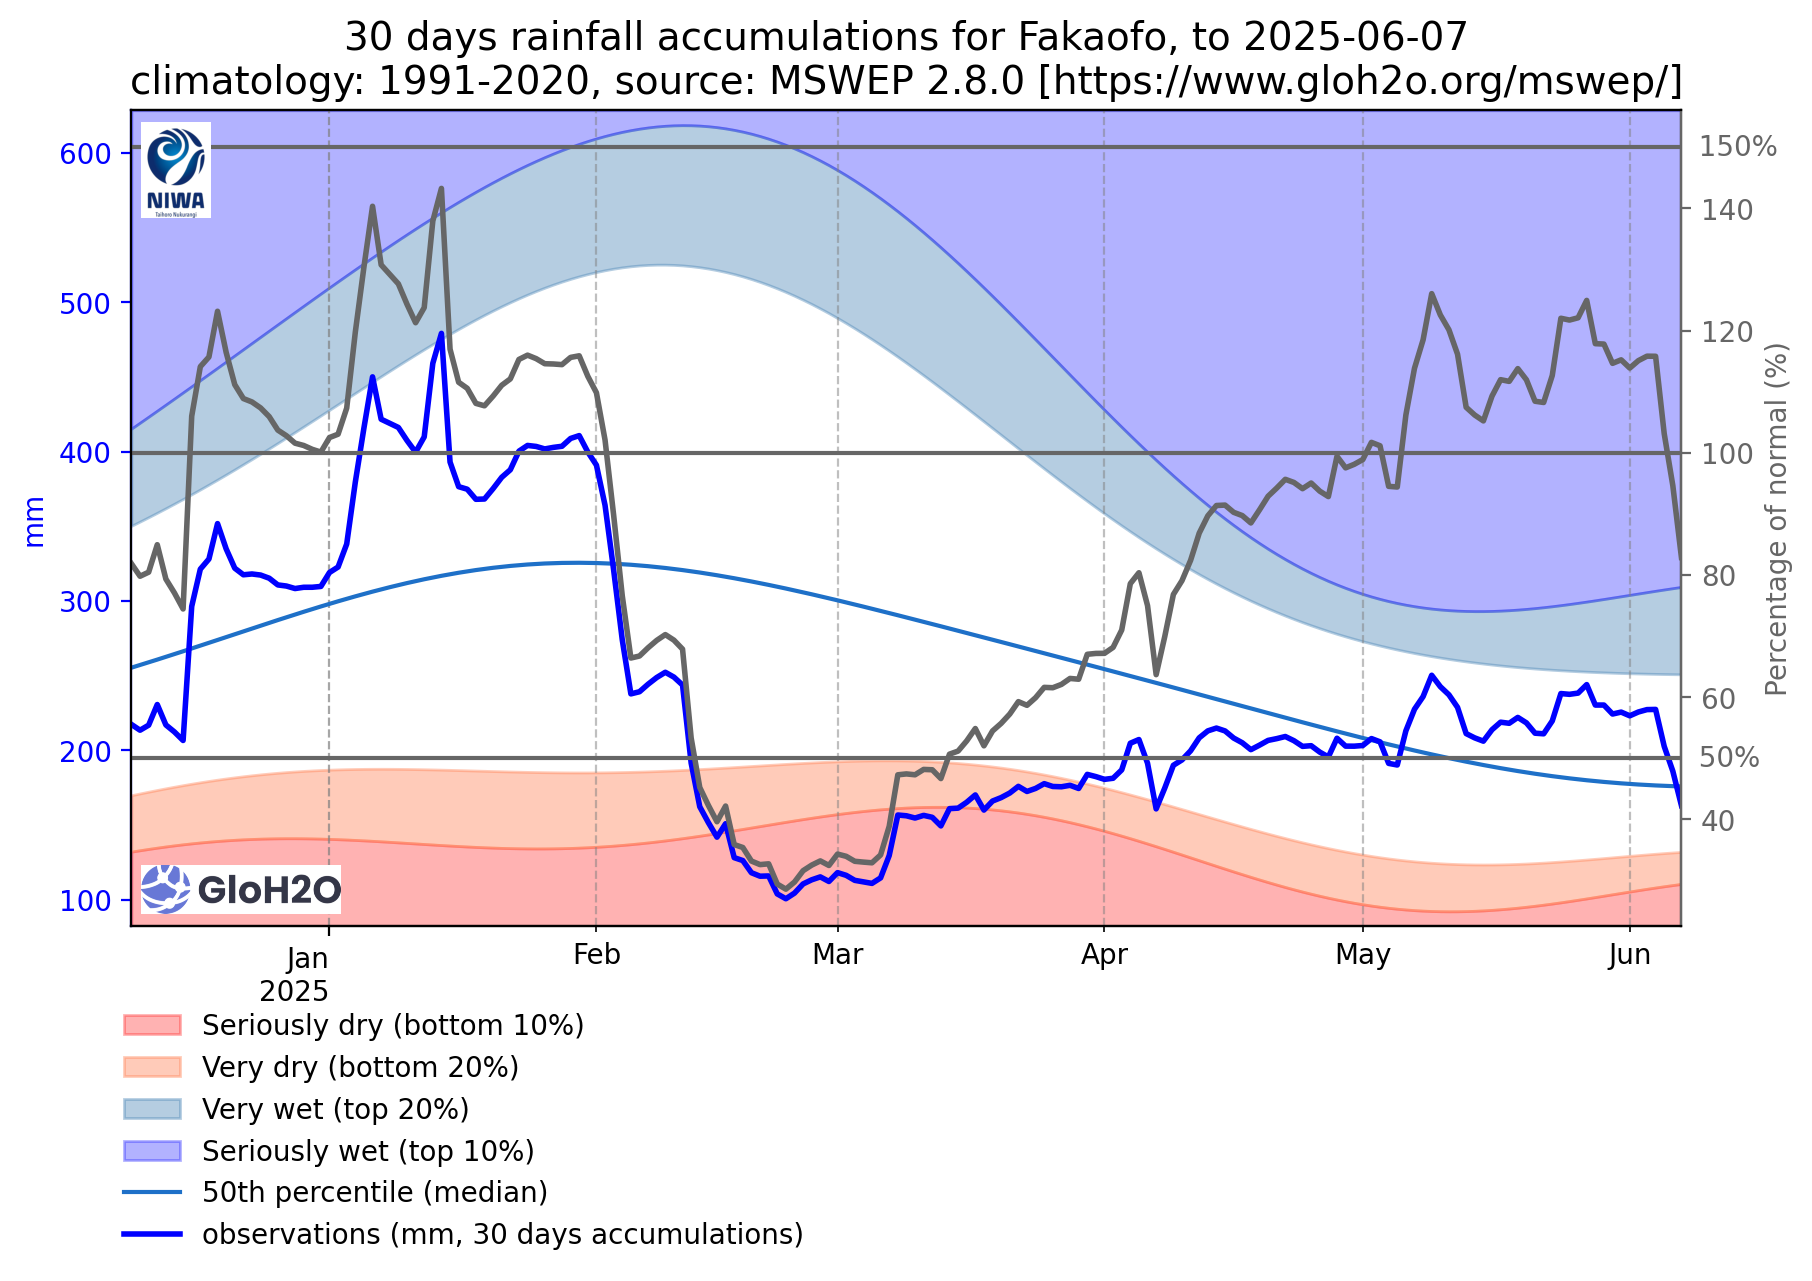 30 days rainfall accumulations for Fakaofo, to 2025-06-07
climatology: 1991-2020, source: MSWEP 2.8.0 [https://www.gloh2o.org/mswep/]
NIWA
Taihoro Nukurangi
600
500
400
300
200
100
mm
150%
140
120
100
80
60
50%
40
Percentage of normal (%)
GloH2O
Jan
2025
Feb
Mar
Apr
May
Jun
Seriously dry (bottom 10%)
Very dry (bottom 20%)
Very wet (top 20%)
Seriously wet (top 10%)
50th percentile (median)
observations (mm, 30 days accumulations)